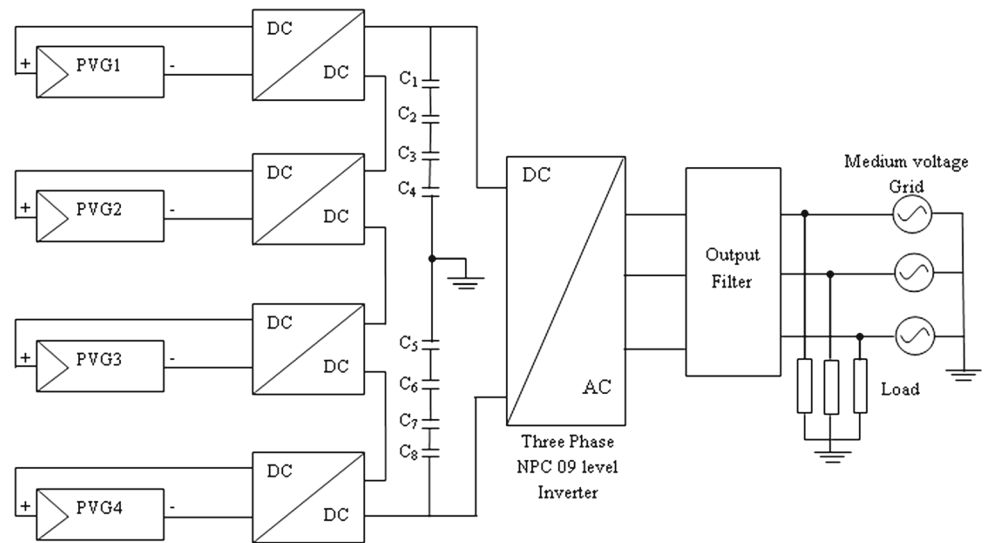 DC
DC
+
PVG1
-
C1
C2
C3
C4
DC
DC
+
PVG2
-
DC
DC
+
PVG3
-
C5
C6
C7
C8
DC
DC
+
PVG4
-
DC
AC
Three Phase
NPC 09 level
Inverter
Output
Filter
Medium voltage
Grid
Load